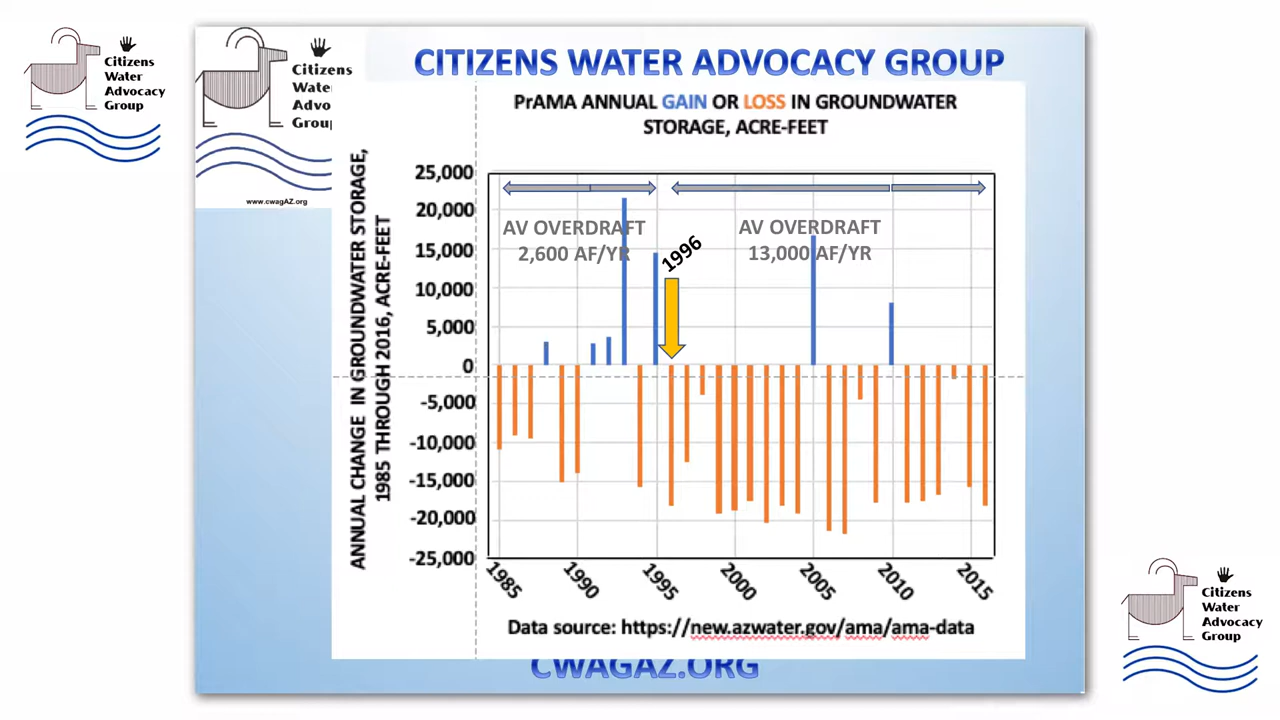 Citizens
Water
Advocacy
Group
Citizens
Wate
Advo
Grou
www.cwagAZ.org
CITIZENS WATER ADVOCACY GROUP
PrAMA ANNUAL GAIN OR LOSS IN GROUNDWATER
STORAGE, ACRE-FEET
ANNUAL CHANGE IN GROUNDWATER STORAGE,
1985 THROUGH 2016, ACRE-FEET
25,000
20,000
15,000
10,000
5,000
0
-5,000
-10,000
-15,000
-20,000
-25,000
AV OVERDRAFT
2,600 AF/YR
1996
AV OVERDRAFT
13,000 AF/YR
1985
1990
1995
2000
2005
2010
2015
Data source: https://new.azwater.gov/ama/ama-data
CWAGAZ.ORG
Citizens
Water
Advocacy
Group